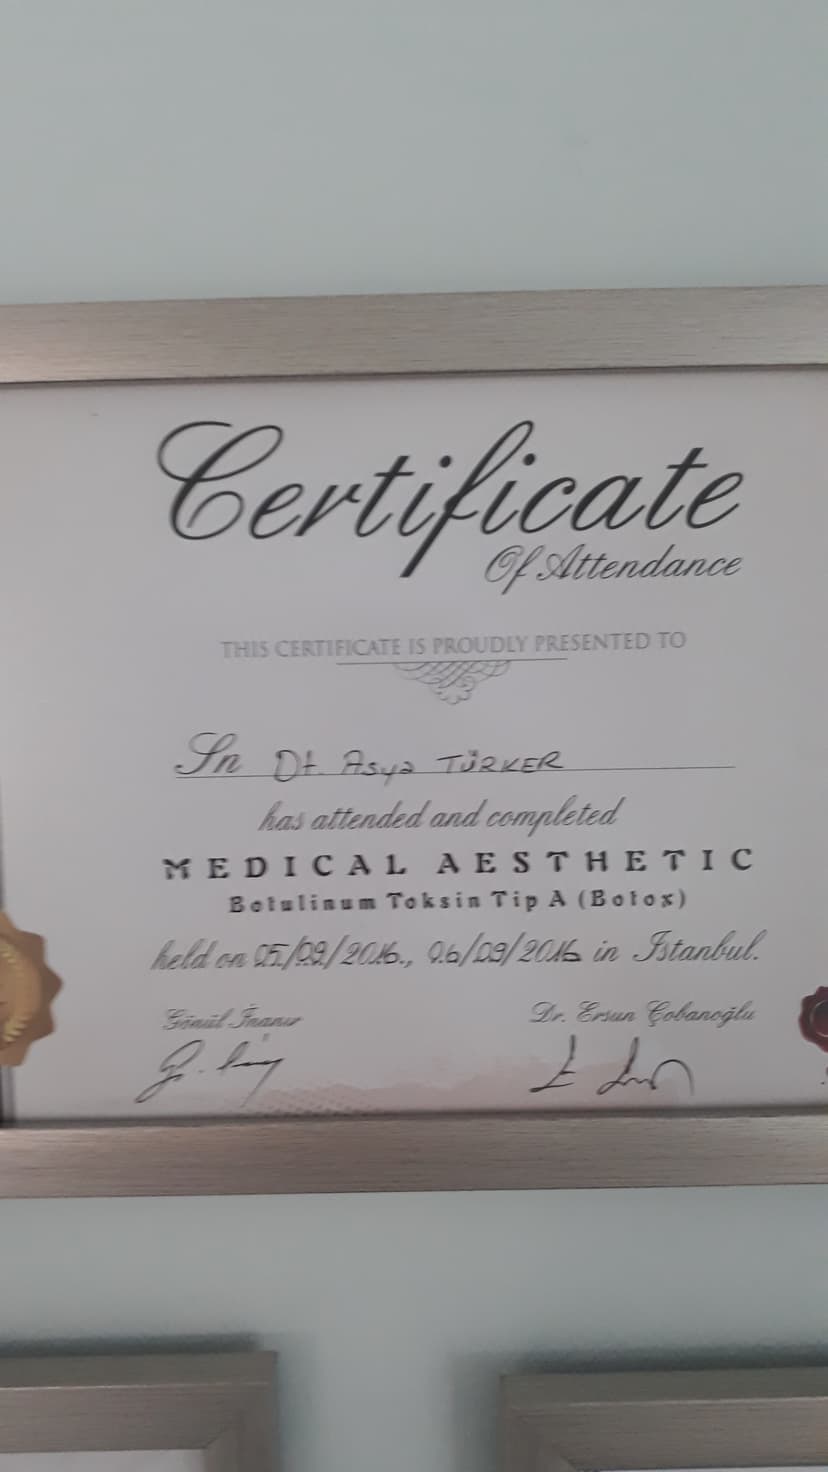 Certificate
Of Attendance
THIS CERTIFICATE IS PROUDLY PRESENTED TO
Sn Dt. Asya TÜRKER
has attended and completed
MEDICAL AESTHETIC
Botulinum Toksin Tip A (Botox)
held on 05/09/2016., 06/09/2016 in İstanbul.
Gönül İnanır
Dr. Ersun Çobanoğlu